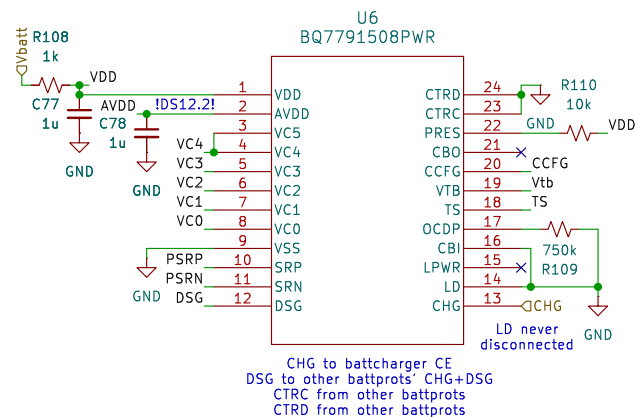 U6
BQ7791508PWR
Vbatt
R108
1k
VDD
C77
1u
GND
AVDD
!DS12.2!
C78
1u
GND
VC4
VC3
VC2
VC1
VC0
GND
PSRP
PSRN
DSG
1 VDD
2 AVDD
3 VC5
4 VC4
5 VC3
6 VC2
7 VC1
8 VC0
9 VSS
10 SRP
11 SRN
12 DSG
CTRD 24
CTRC 23
PRES 22
CBO 21
CCFG 20
VTB 19
TS 18
OCDP 17
CBI 16
LPWR 15
LD 14
CHG 13
R110
10k
GND
VDD
CCFG
Vtb
TS
750k
R109
CHG
GND
LD never
disconnected
CHG to battcharger CE
DSG to other battprots' CHG+DSG
CTRC from other battprots
CTRD from other battprots